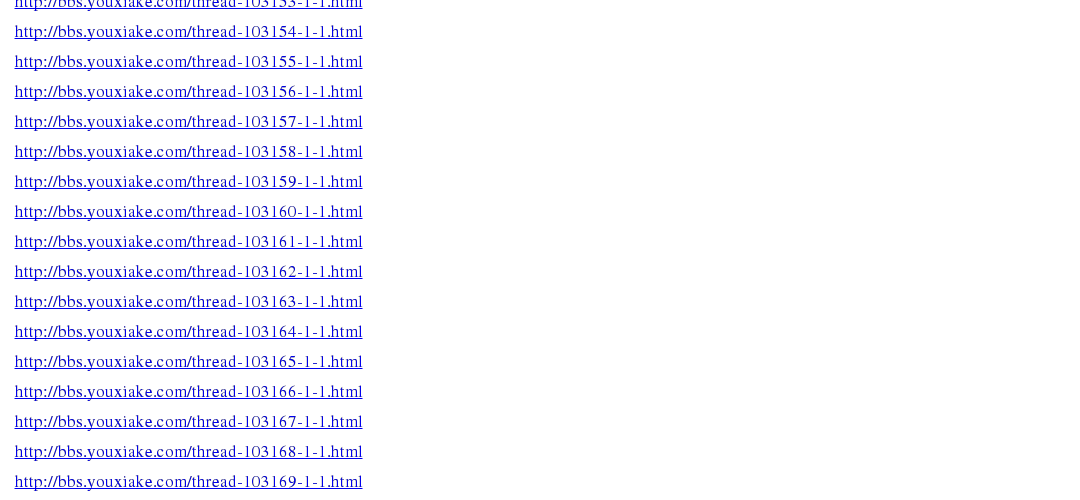 http://bbs.youxiake.com/thread-103153-1-1.html
http://bbs.youxiake.com/thread-103154-1-1.html
http://bbs.youxiake.com/thread-103155-1-1.html
http://bbs.youxiake.com/thread-103156-1-1.html
http://bbs.youxiake.com/thread-103157-1-1.html
http://bbs.youxiake.com/thread-103158-1-1.html
http://bbs.youxiake.com/thread-103159-1-1.html
http://bbs.youxiake.com/thread-103160-1-1.html
http://bbs.youxiake.com/thread-103161-1-1.html
http://bbs.youxiake.com/thread-103162-1-1.html
http://bbs.youxiake.com/thread-103163-1-1.html
http://bbs.youxiake.com/thread-103164-1-1.html
http://bbs.youxiake.com/thread-103165-1-1.html
http://bbs.youxiake.com/thread-103166-1-1.html
http://bbs.youxiake.com/thread-103167-1-1.html
http://bbs.youxiake.com/thread-103168-1-1.html
http://bbs.youxiake.com/thread-103169-1-1.html